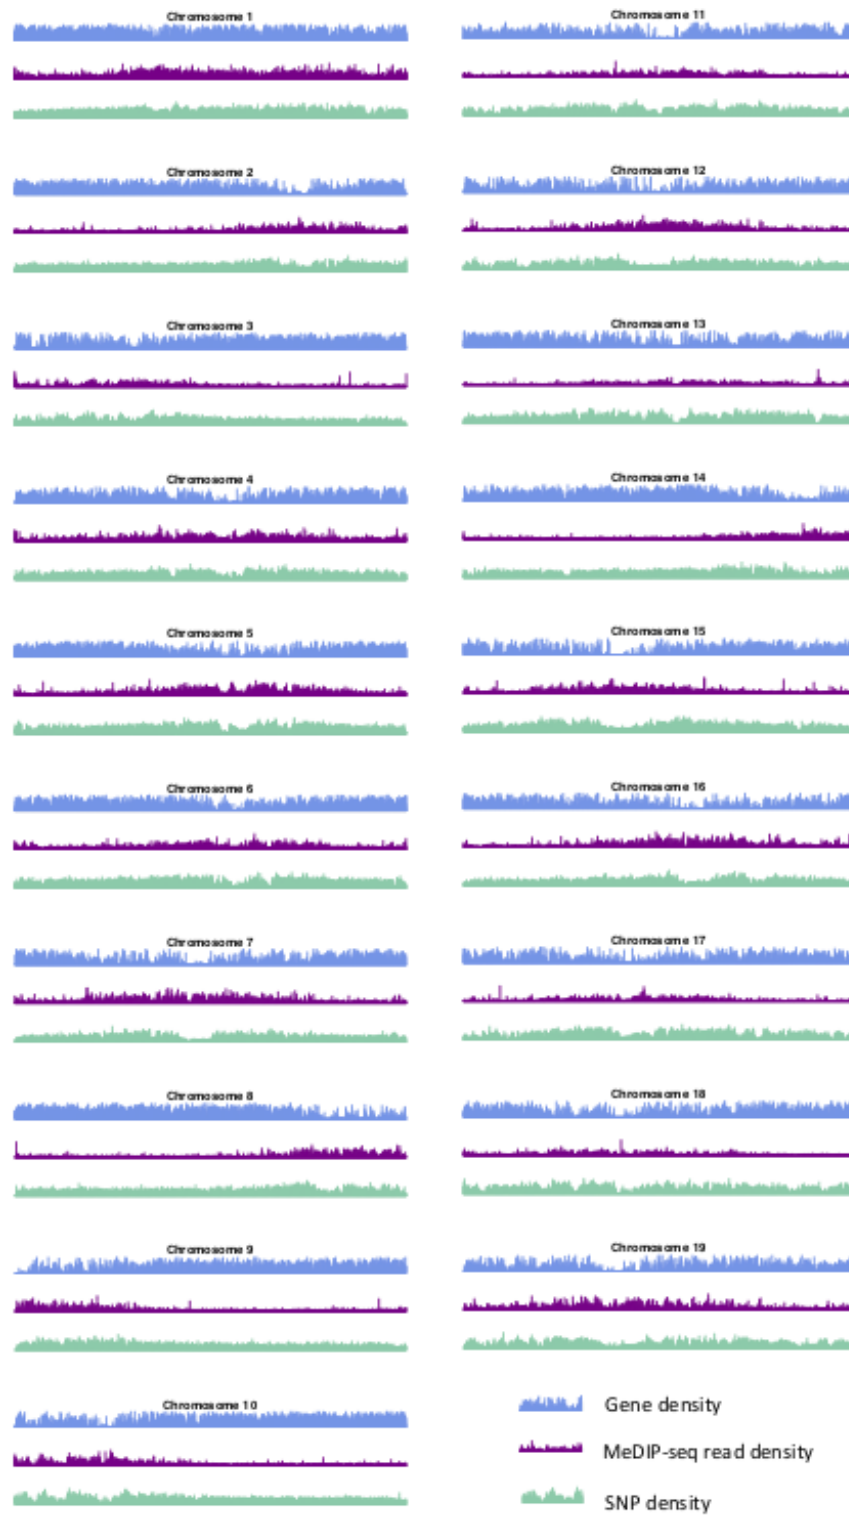 Chromosome 1
Chromosome 2
Chromosome 3
Chromosome 4
Chromosome 5
Chromosome 6
Chromosome 7
Chromosome 8
Chromosome 9
Chromosome 10
Chromosome 11
Chromosome 12
Chromosome 13
Chromosome 14
Chromosome 15
Chromosome 16
Chromosome 17
Chromosome 18
Chromosome 19
Gene density
MeDIP-seq read density
SNP density